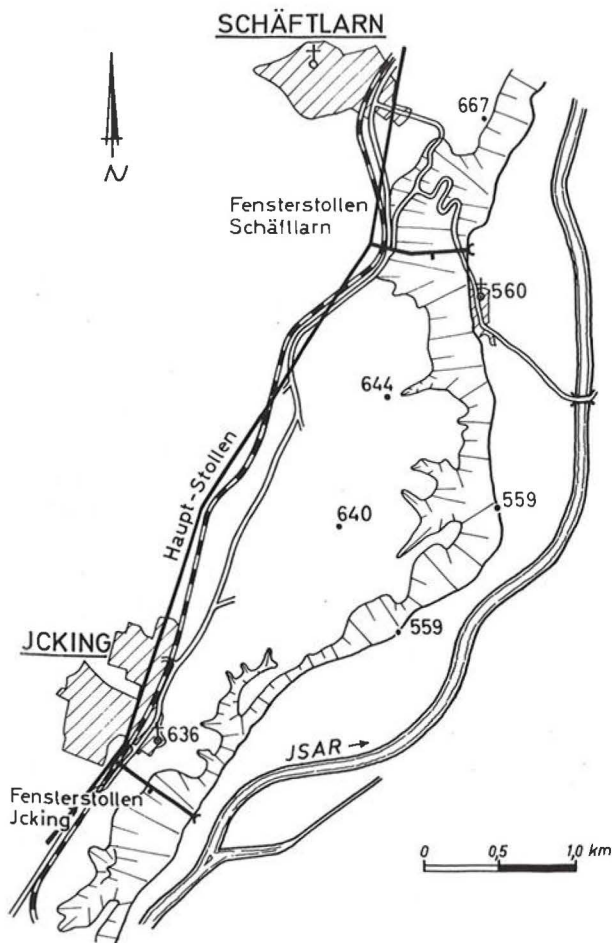 SCHÄFTLARN
667
N
Fensterstollen
Schäftlarn
560
644
Haupt-Stollen
559
640
559
JCKING
636
JSAR →
Fensterstollen
Jcking
0 0,5 1,0 km